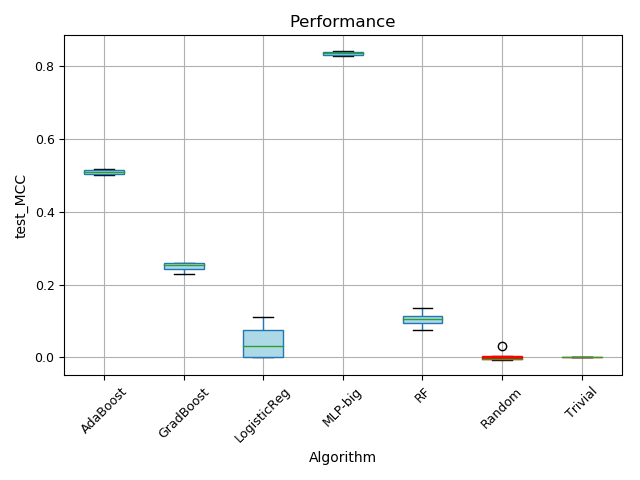 Performance
test_MCC
0.8
0.6
0.4
0.2
0.0
AdaBoost
GradBoost
LogisticReg
MLP-big
RF
Random
Trivial
Algorithm